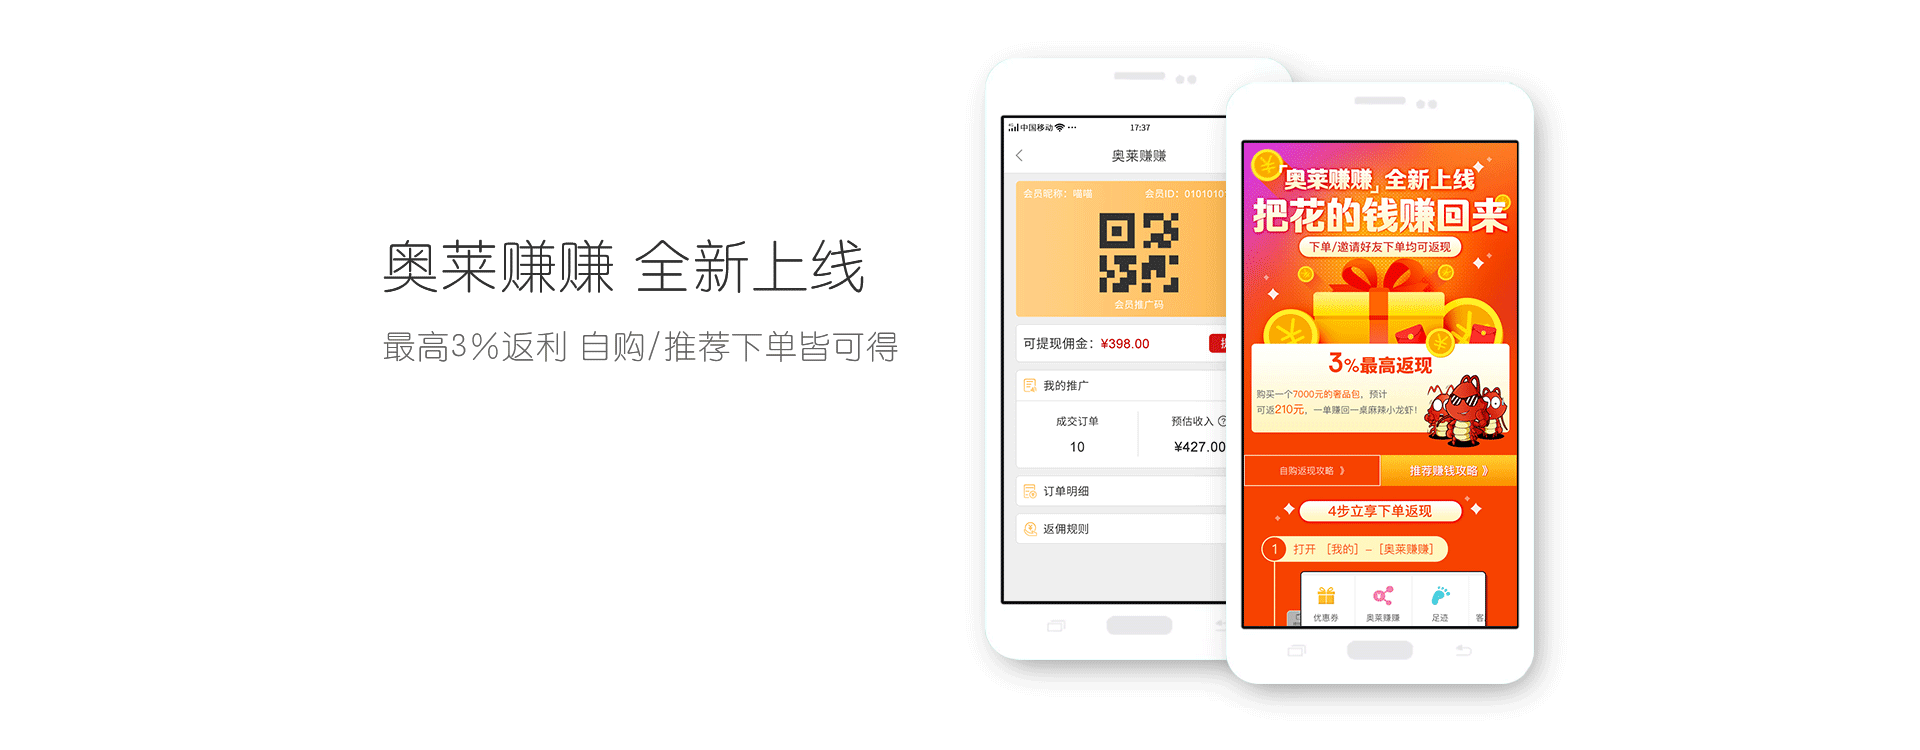 奥莱赚赚 全新上线
最高3%返利 自购/推荐下单皆可得
中国移动
17:37
奥莱赚赚
会员昵称：喵喵
会员ID：0101010
会员推广码
可提现佣金：¥398.00
我的推广
成交订单
预估收入
10
¥427.00
订单明细
返佣规则
奥莱赚赚 全新上线
把花的钱赚回来
下单/邀请好友下单均可返现
3%最高返现
购买一个7000元的奢品包，预计
可返210元，一单赚回一桌麻辣小龙虾！
自购返现攻略 》
推荐赚钱攻略 》
4步立享下单返现
1 打开 ［我的］–［奥莱赚赚］
优惠券
奥莱赚赚
足迹
客